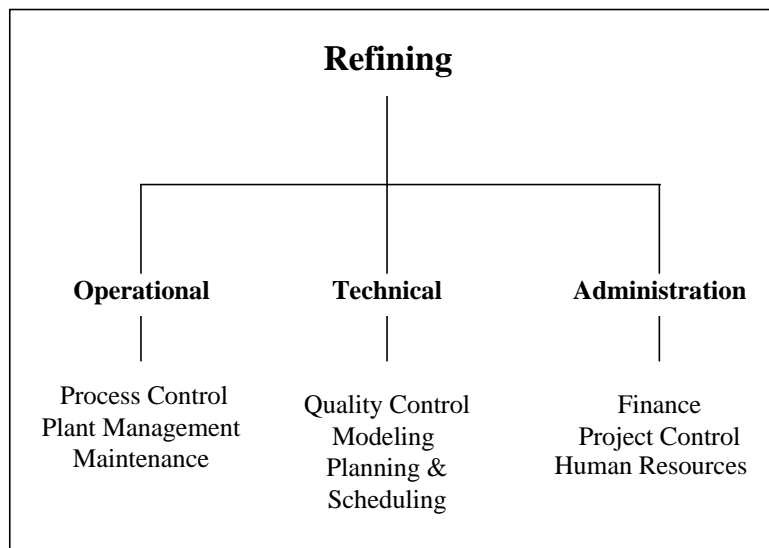 Refining
Operational
Technical
Administration
Process Control
Plant Management
Maintenance
Quality Control
Modeling
Planning &
Scheduling
Finance
Project Control
Human Resources